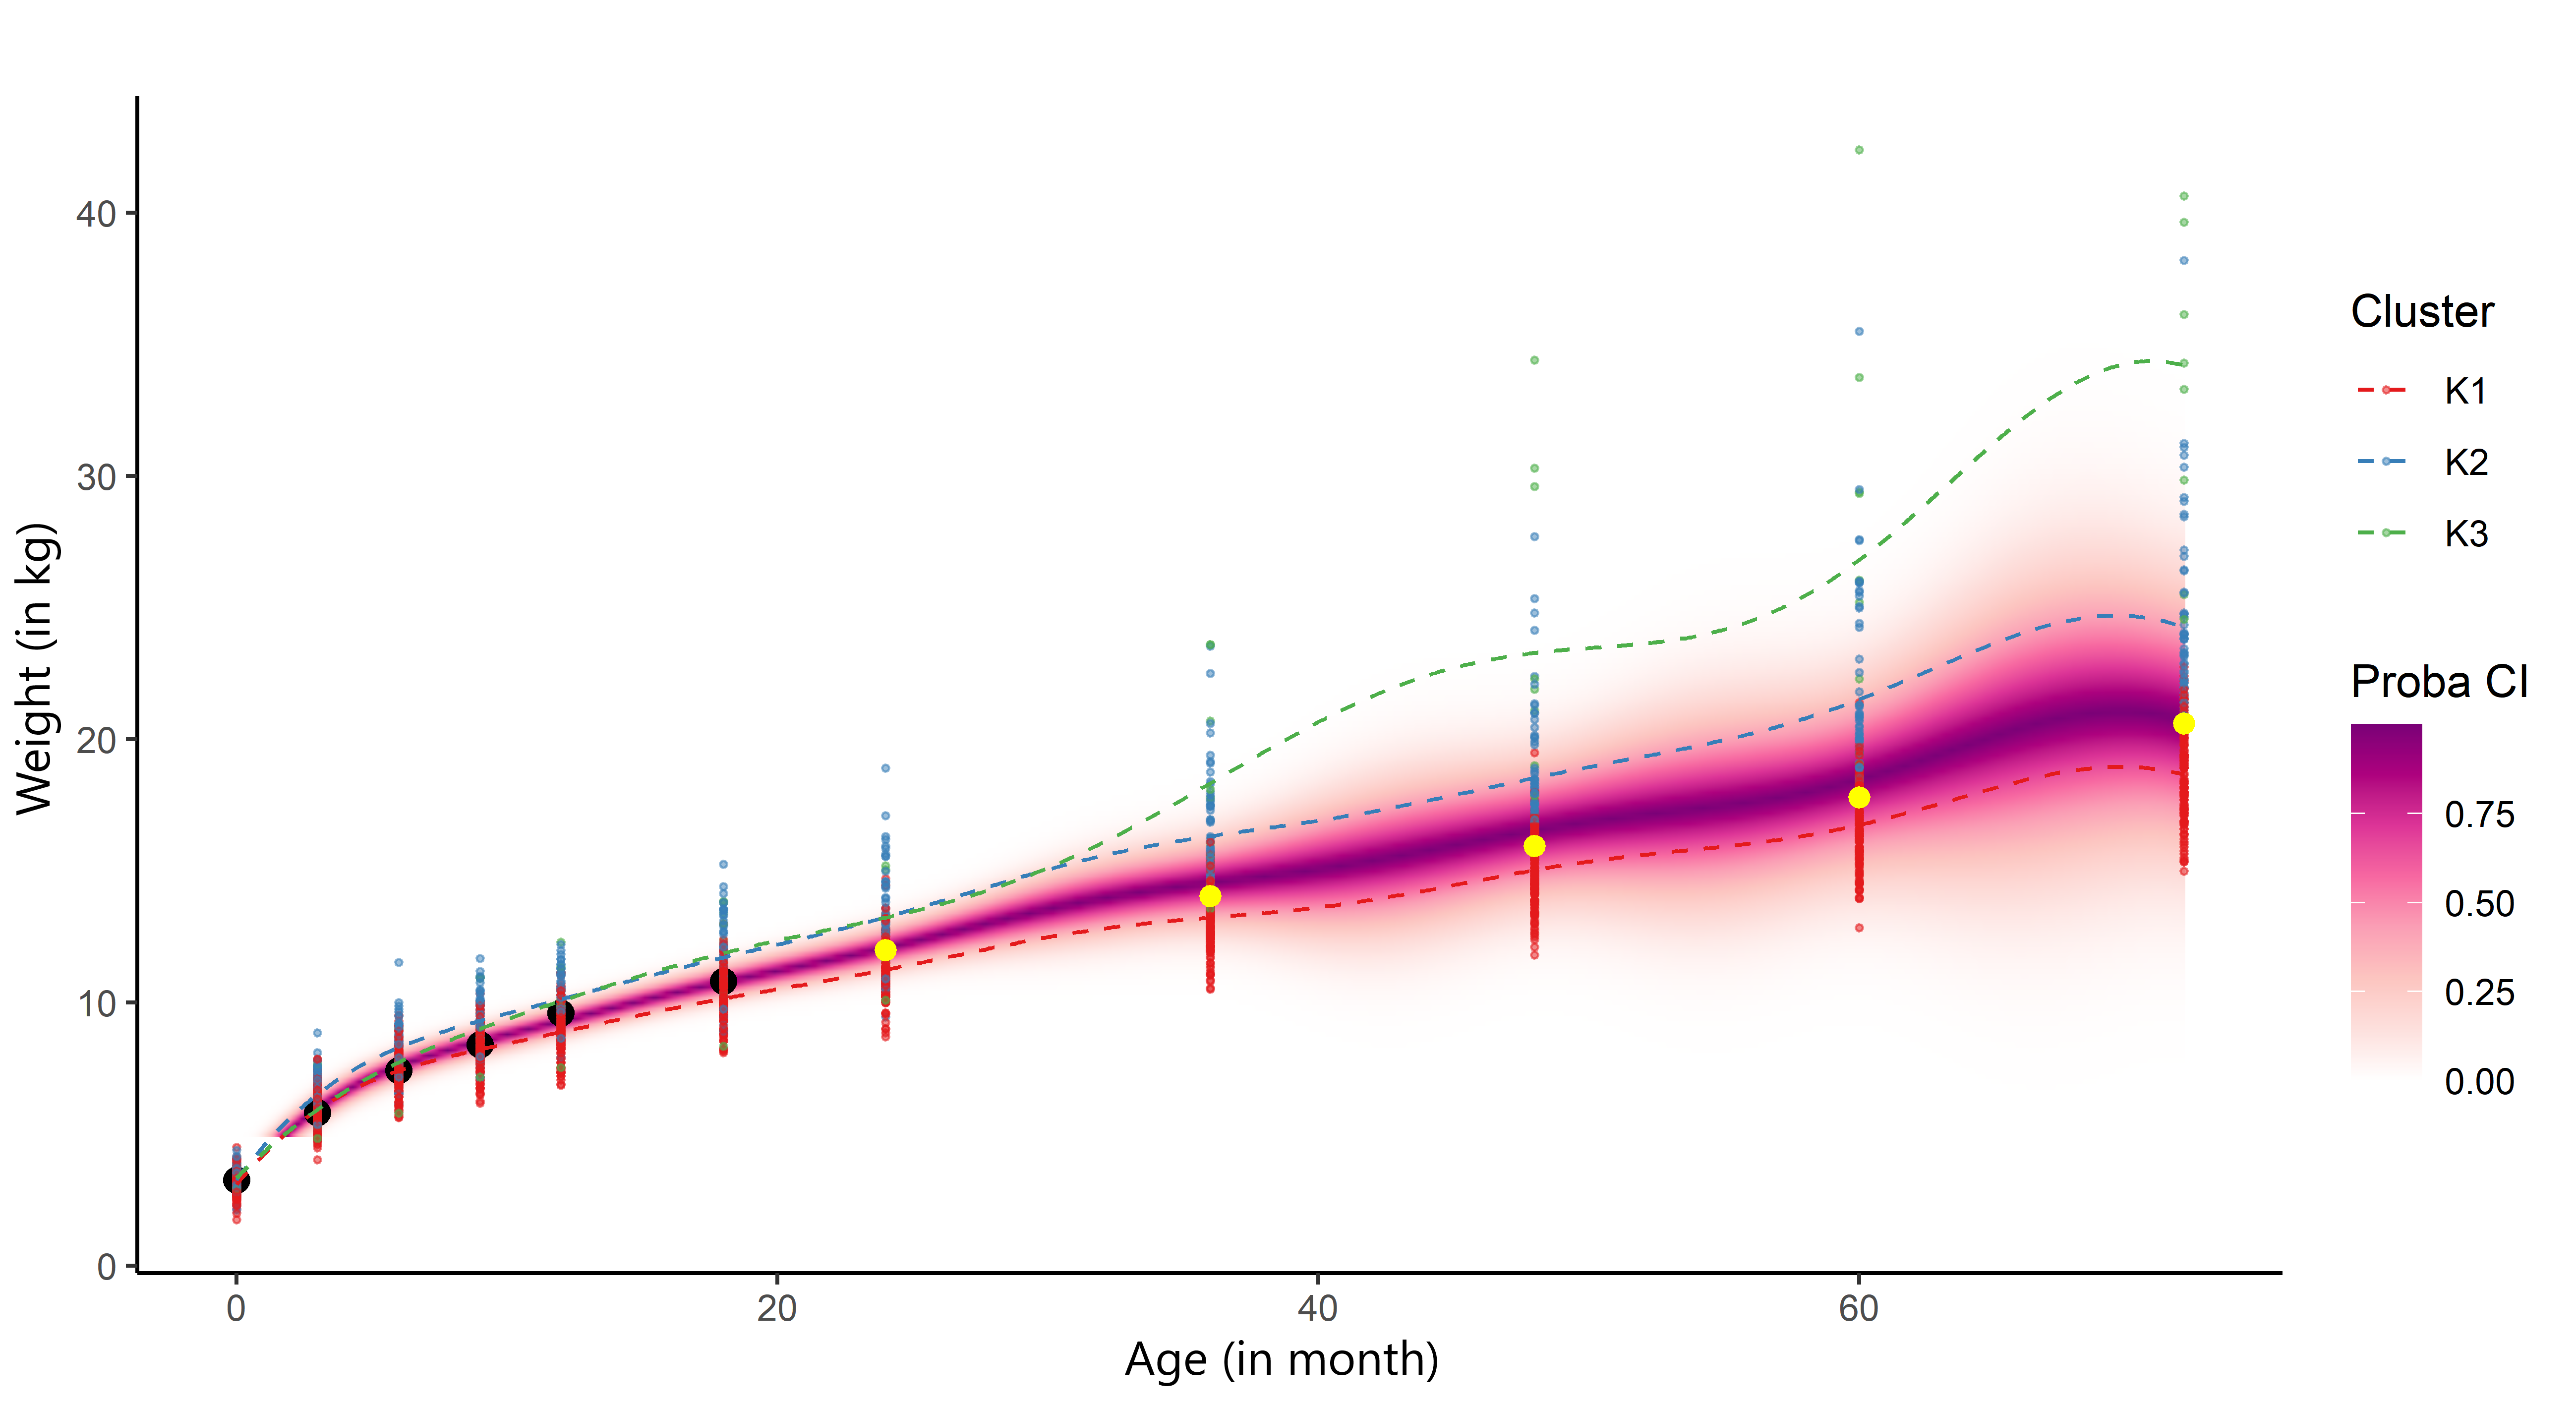 40
30
20
10
0
Weight (in kg)
0 20 40 60
Age (in month)
Cluster
K1
K2
K3
Proba CI
0.75
0.50
0.25
0.00